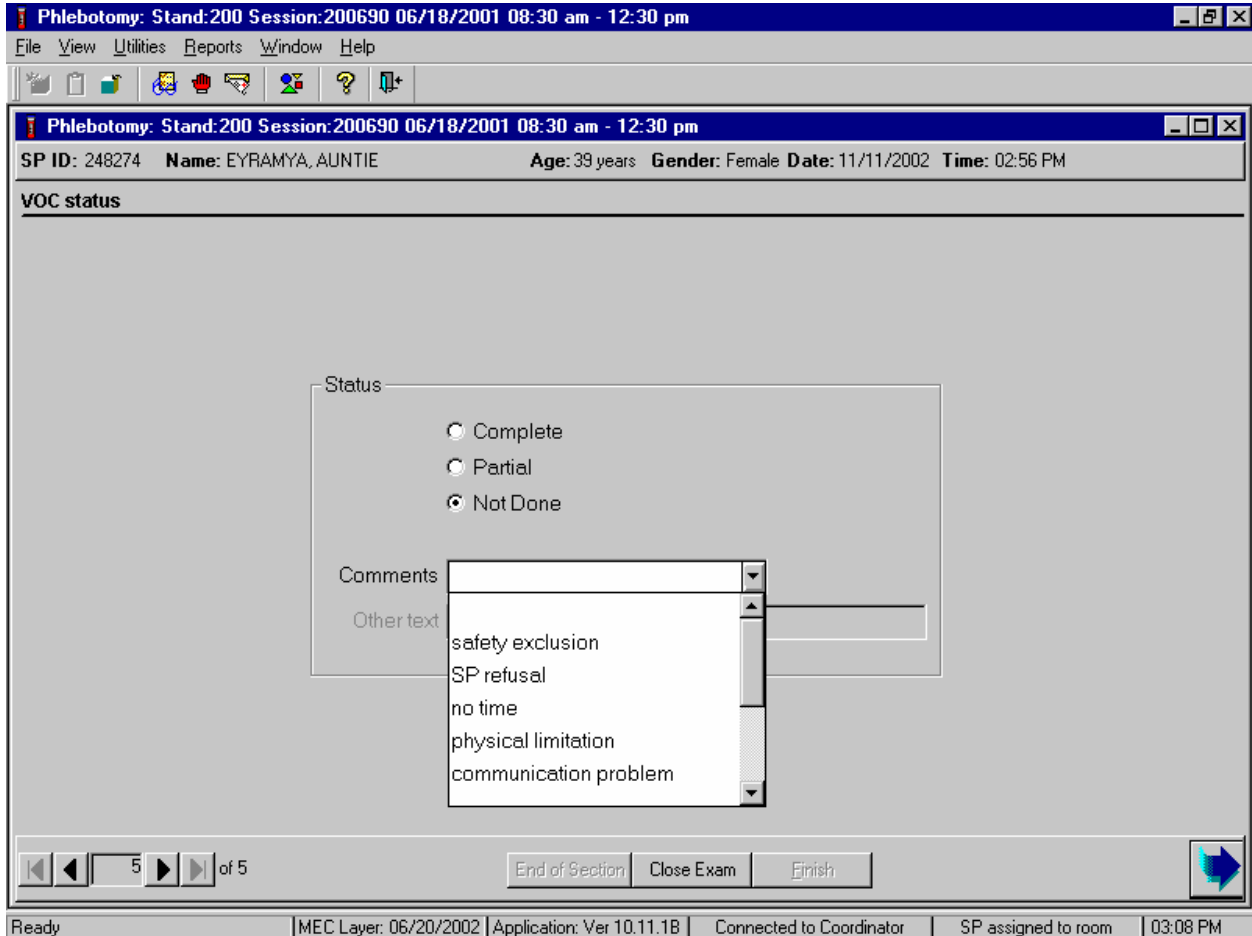 Phlebotomy: Stand:200 Session:200690 06/18/2001 08:30 am - 12:30 pm
File View Utilities Reports Window Help
Phlebotomy: Stand:200 Session:200690 06/18/2001 08:30 am - 12:30 pm
SP ID: 248274 Name: EYRAMYA, AUNTIE Age: 39 years Gender: Female Date: 11/11/2002 Time: 02:56 PM
VOC status
Status
Complete
Partial
Not Done
Comments
Other text
safety exclusion
SP refusal
no time
physical limitation
communication problem
5 of 5 End of Section Close Exam Finish
Ready MEC Layer: 06/20/2002 Application: Ver 10.11.1B Connected to Coordinator SP assigned to room 03:08 PM